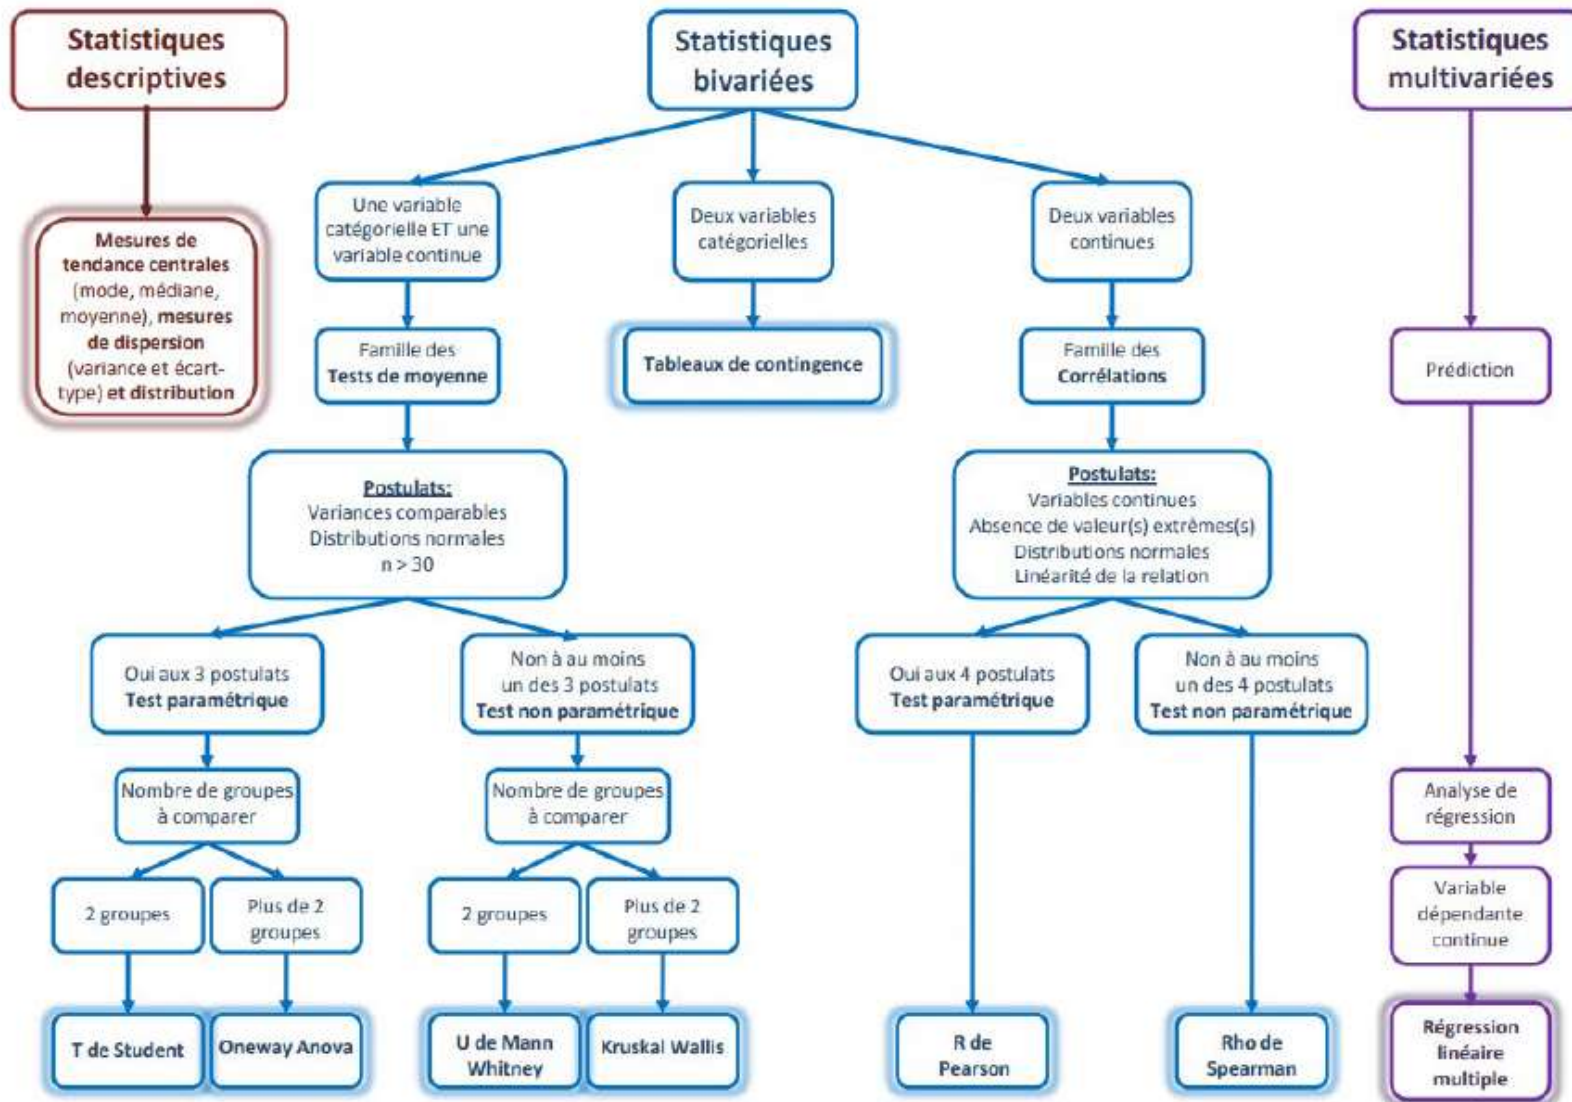 Statistiques
descriptives
Mesures de
tendance centrales
(mode, médiane,
moyenne), mesures
de dispersion
(variance et écart-
type) et distribution
Statistiques
bivariées
Une variable
catégorielle ET une
variable continue
Famille des
Tests de moyenne
Postulats:
Variances comparables
Distributions normales
n > 30
Oui aux 3 postulats
Test paramétrique
Nombre de groupes
à comparer
2 groupes
T de Student
Plus de 2
groupes
Oneway Anova
Non à au moins
un des 3 postulats
Test non paramétrique
Nombre de groupes
à comparer
2 groupes
U de Mann
Whitney
Plus de 2
groupes
Kruskal Wallis
Deux variables
catégorielles
Tableaux de contingence
Deux variables
continues
Famille des
Corrélations
Postulats:
Variables continues
Absence de valeur(s) extrêmes(s)
Distributions normales
Linéarité de la relation
Oui aux 4 postulats
Test paramétrique
R de
Pearson
Non à au moins
un des 4 postulats
Test non paramétrique
Rho de
Spearman
Statistiques
multivariées
Prédiction
Analyse de
régression
Variable
dépendante
continue
Régression
linéaire
multiple